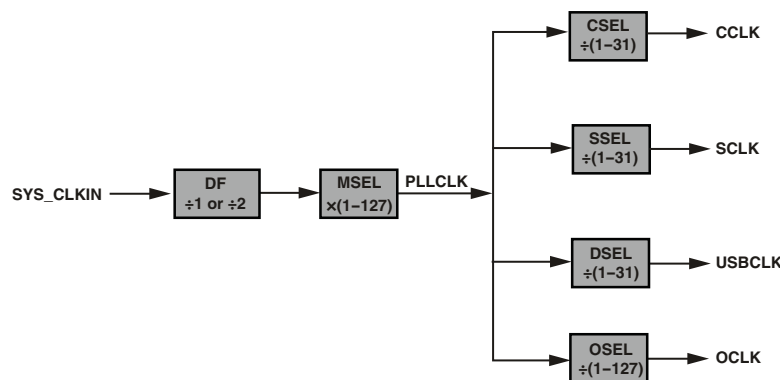 CSEL
÷(1–31)
CCLK
SSEL
÷(1–31)
SCLK
SYS_CLKIN
DF
÷1 or ÷2
MSEL
×(1–127)
PLLCLK
DSEL
÷(1–31)
USBCLK
OSEL
÷(1–127)
OCLK